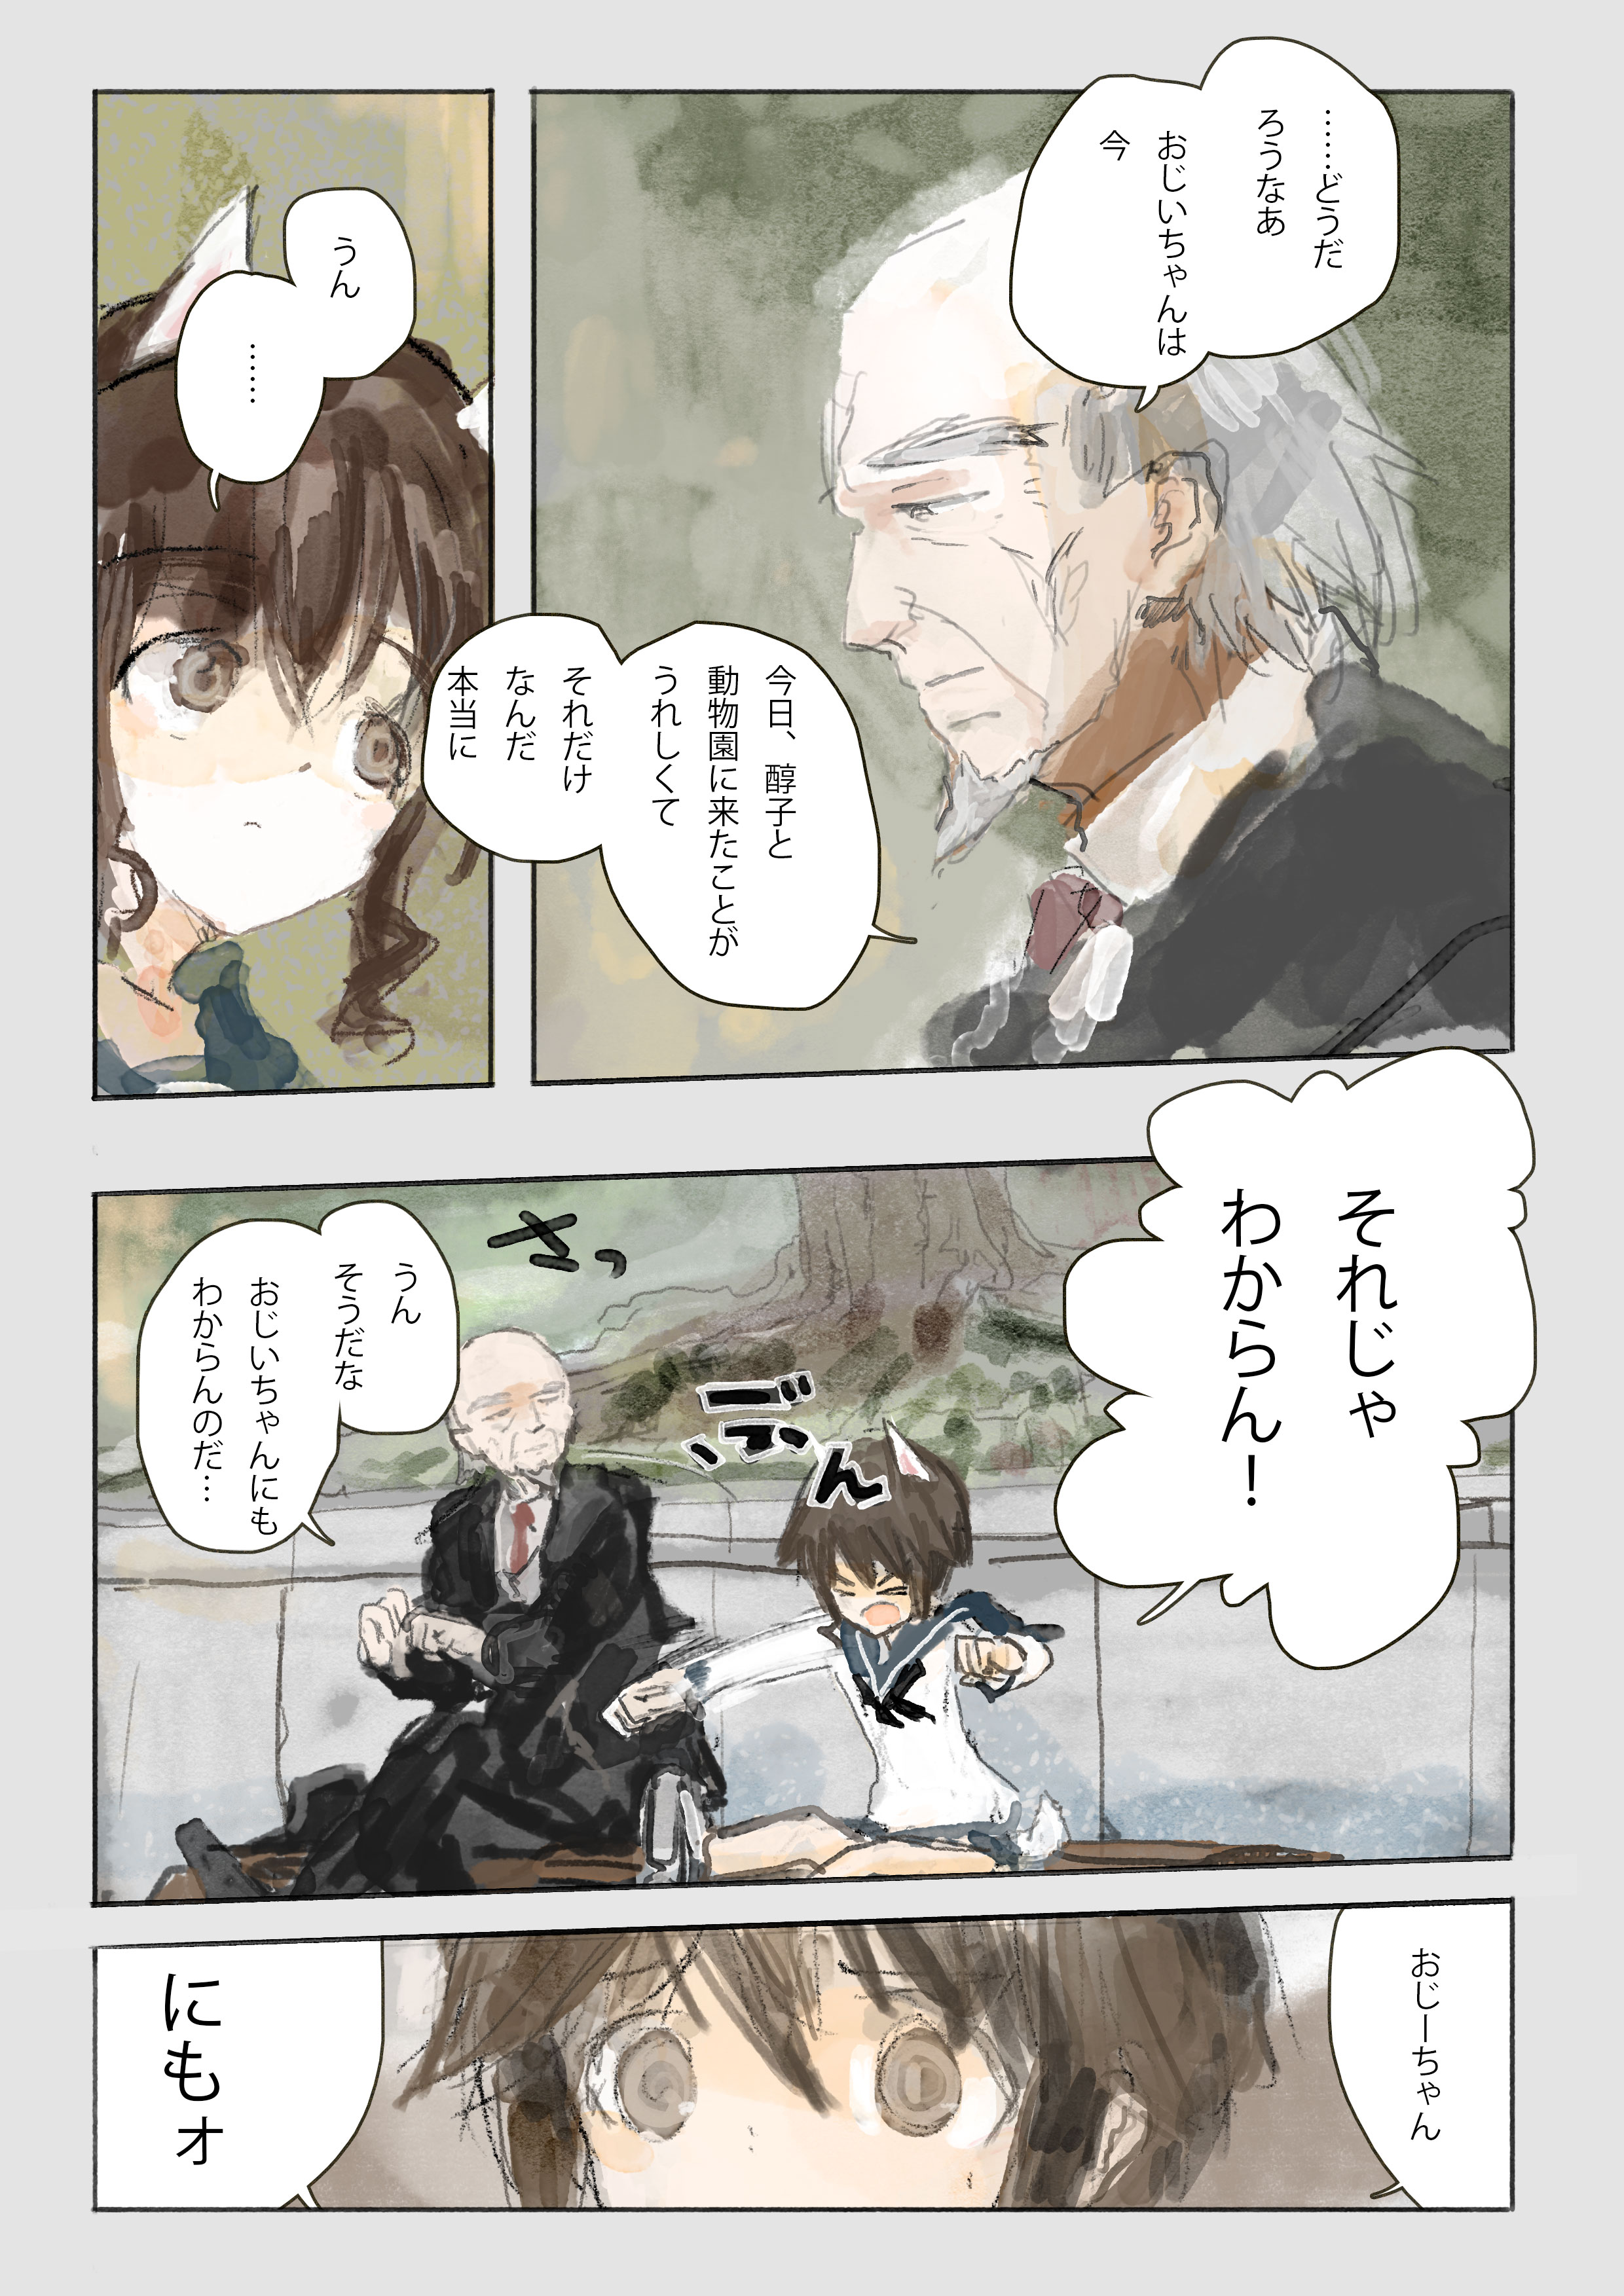 ……どうだ
ろうなあ
おじいちゃんは
今
今日、醇子と
動物園に来たことが
うれしくて
それだけ
なんだ
本当に
うん
……
それじゃ
わからん！
ぶん
さっ
うん
そうだな
おじいちゃんにも
わからんのだ…
おじーちゃん
にもォ